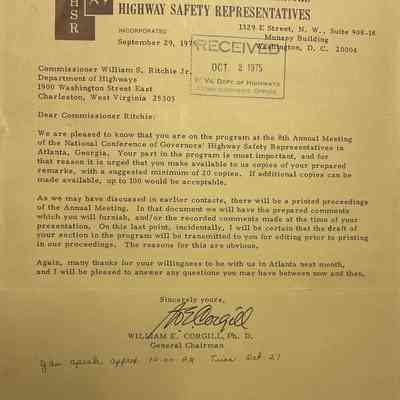 HIGHWAY SAFETY REPRESENTATIVES
HSR
INCORPORATED
1329 E Street, N. W., Suite 908-16
Munsey Building
Washington, D. C. 20004
September 29, 1975
RECEIVED
OCT 2 1975
W. VA. DEPT. OF HIGHWAYS
COMMISSIONER'S OFFICE
Commissioner William S. Ritchie Jr.
Department of Highways
1900 Washington Street East
Charleston, West Virginia 25305
Dear Commissioner Ritchie:
We are pleased to know that you are on the program at the 8th Annual Meeting
of the National Conference of Governors' Highway Safety Representatives in
Atlanta, Georgia. Your part in the program is most important, and for
that reason it is urged that you make available to us copies of your prepared
remarks, with a suggested minimum of 20 copies. If additional copies can be
made available, up to 100 would be acceptable.
As we may have discussed in earlier contacts, there will be a printed proceedings
of the Annual Meeting. In that document we will have the prepared comments
which you will furnish, and/or the recorded comments made at the time of your
presentation. On this last point, incidentally, I will be certain that the draft of
your section in the program will be transmitted to you for editing prior to printing
in our proceedings. The reasons for this are obvious.
Again, many thanks for your willingness to be with us in Atlanta next month,
and I will be pleased to answer any questions you may have between now and then.
Sincerely yours,
WILLIAM E. CORGILL, Ph. D.
General Chairman
You speak approx 10:00 AM Tues Oct. 21